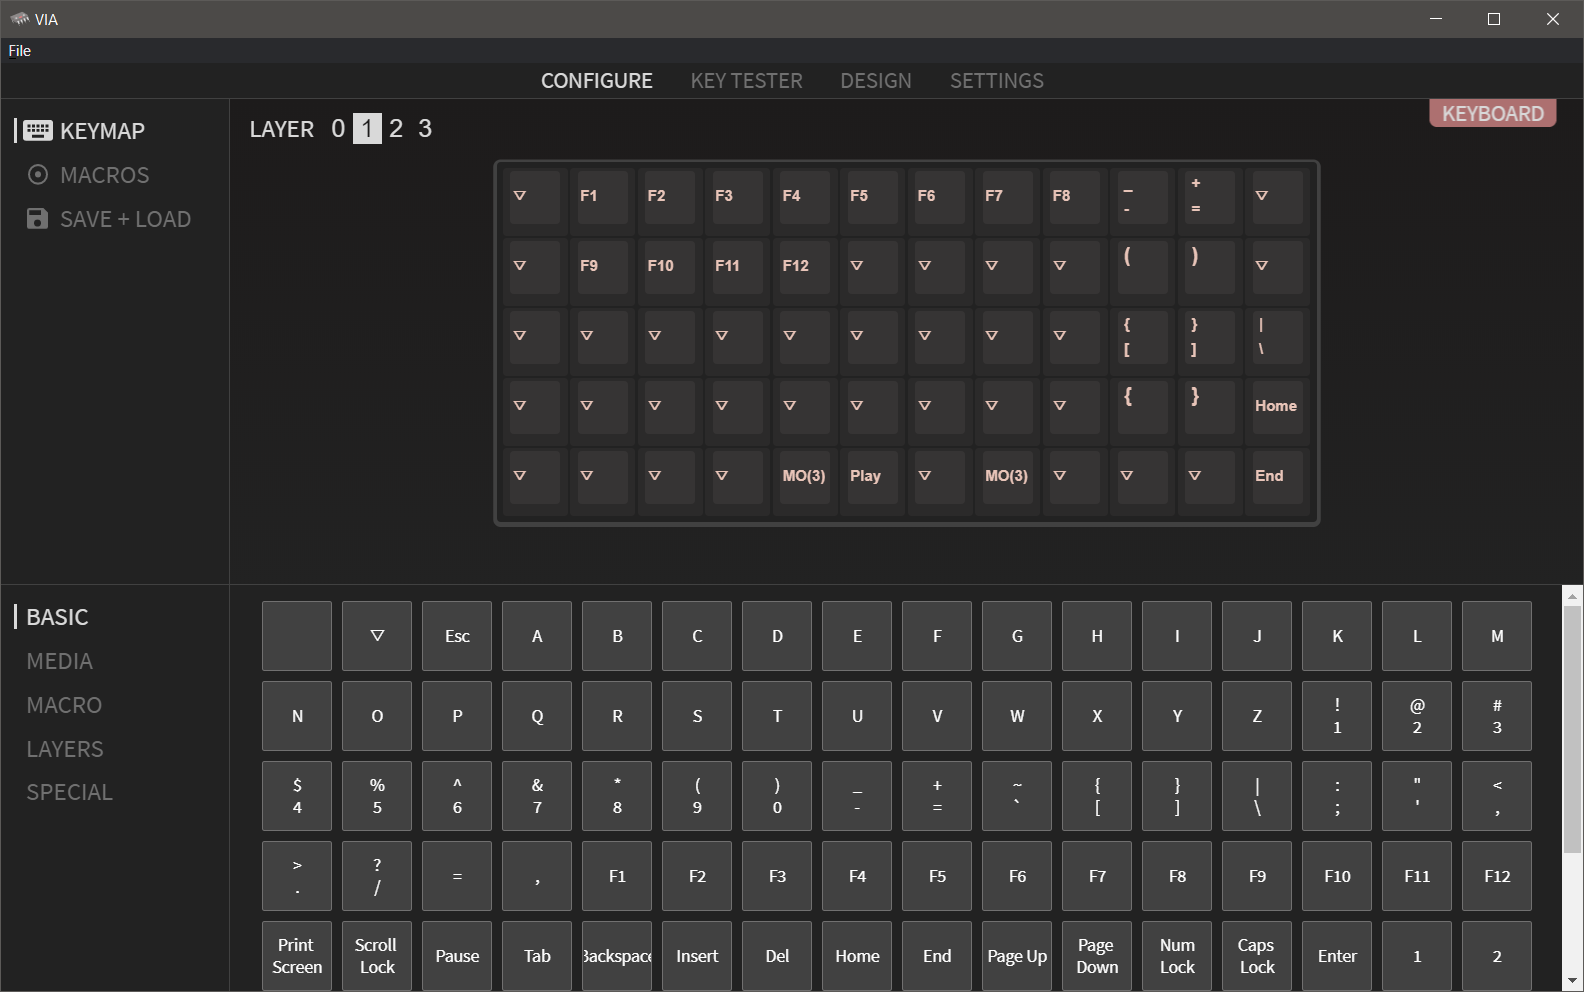 VIA
File
CONFIGURE KEY TESTER DESIGN SETTINGS
KEYMAP
MACROS
SAVE + LOAD
LAYER 0 1 2 3
KEYBOARD
▽ F1 F2 F3 F4 F5 F6 F7 F8 _ + ▽
- =
▽ F9 F10 F11 F12 ▽ ▽ ▽ ▽ ( ) ▽
▽ ▽ ▽ ▽ ▽ ▽ ▽ ▽ ▽ { } |
[ ] \
▽ ▽ ▽ ▽ ▽ ▽ ▽ ▽ ▽ { } Home
▽ ▽ ▽ ▽ MO(3) Play ▽ MO(3) ▽ ▽ ▽ End
BASIC
MEDIA
MACRO
LAYERS
SPECIAL
▽ Esc A B C D E F G H I J K L M
N O P Q R S T U V W X Y Z ! @ #
1 2 3
$ % ^ & * ( ) _ + ~ { } | : " <
4 5 6 7 8 9 0 - = ` [ ] \ ; ' ,
> ? = , F1 F2 F3 F4 F5 F6 F7 F8 F9 F10 F11 F12
. /
Print Scroll Pause Tab Backspace Insert Del Home End Page Up Page Num Caps Enter 1 2
Screen Lock Down Lock Lock